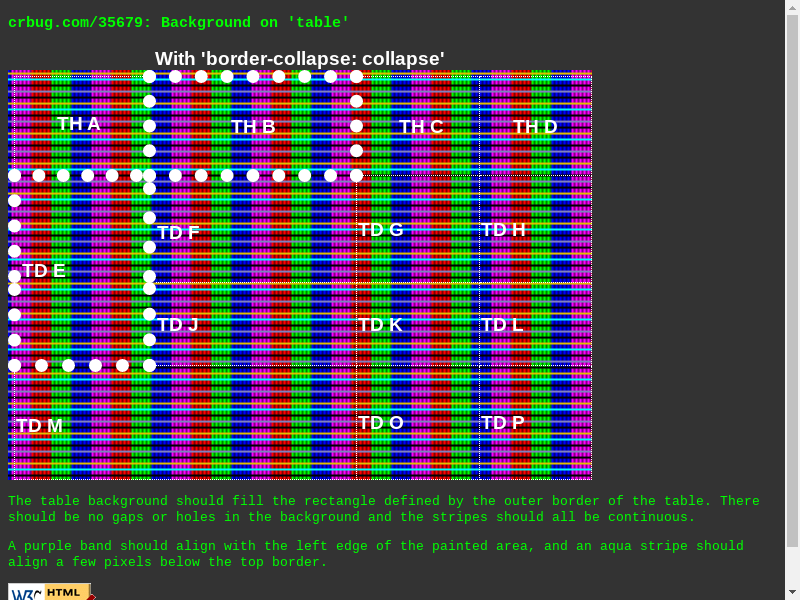 crbug.com/35679: Background on 'table'
With 'border-collapse: collapse'
TH A
TH B
TH C
TH D
TD E
TD F
TD G
TD H
TD J
TD K
TD L
TD M
TD O
TD P
The table background should fill the rectangle defined by the outer border of the table. There
should be no gaps or holes in the background and the stripes should all be continuous.
A purple band should align with the left edge of the painted area, and an aqua stripe should
align a few pixels below the top border.
W3C HTML